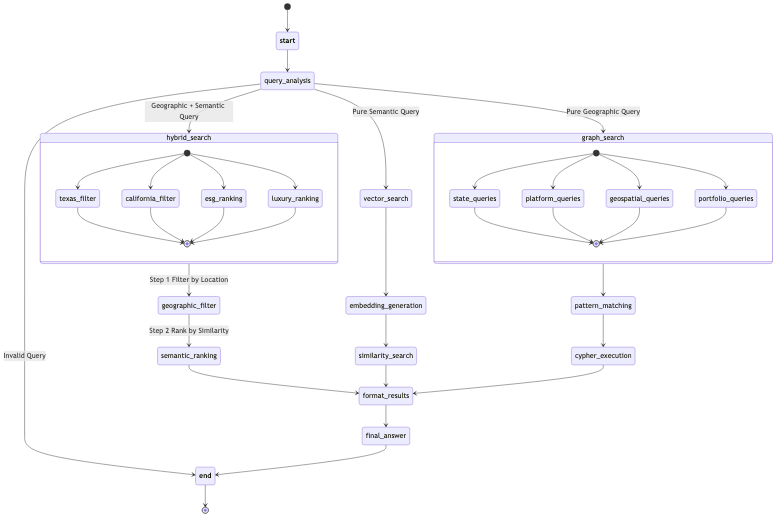 start
query_analysis
Geographic + Semantic
Query
Pure Semantic Query
Pure Geographic Query
hybrid_search
graph_search
texas_filter
california_filter
esg_ranking
luxury_ranking
vector_search
state_queries
platform_queries
geospatial_queries
portfolio_queries
Step 1 Filter by Location
geographic_filter
embedding_generation
pattern_matching
Step 2 Rank by Similarity
Invalid Query
semantic_ranking
similarity_search
cypher_execution
format_results
final_answer
end